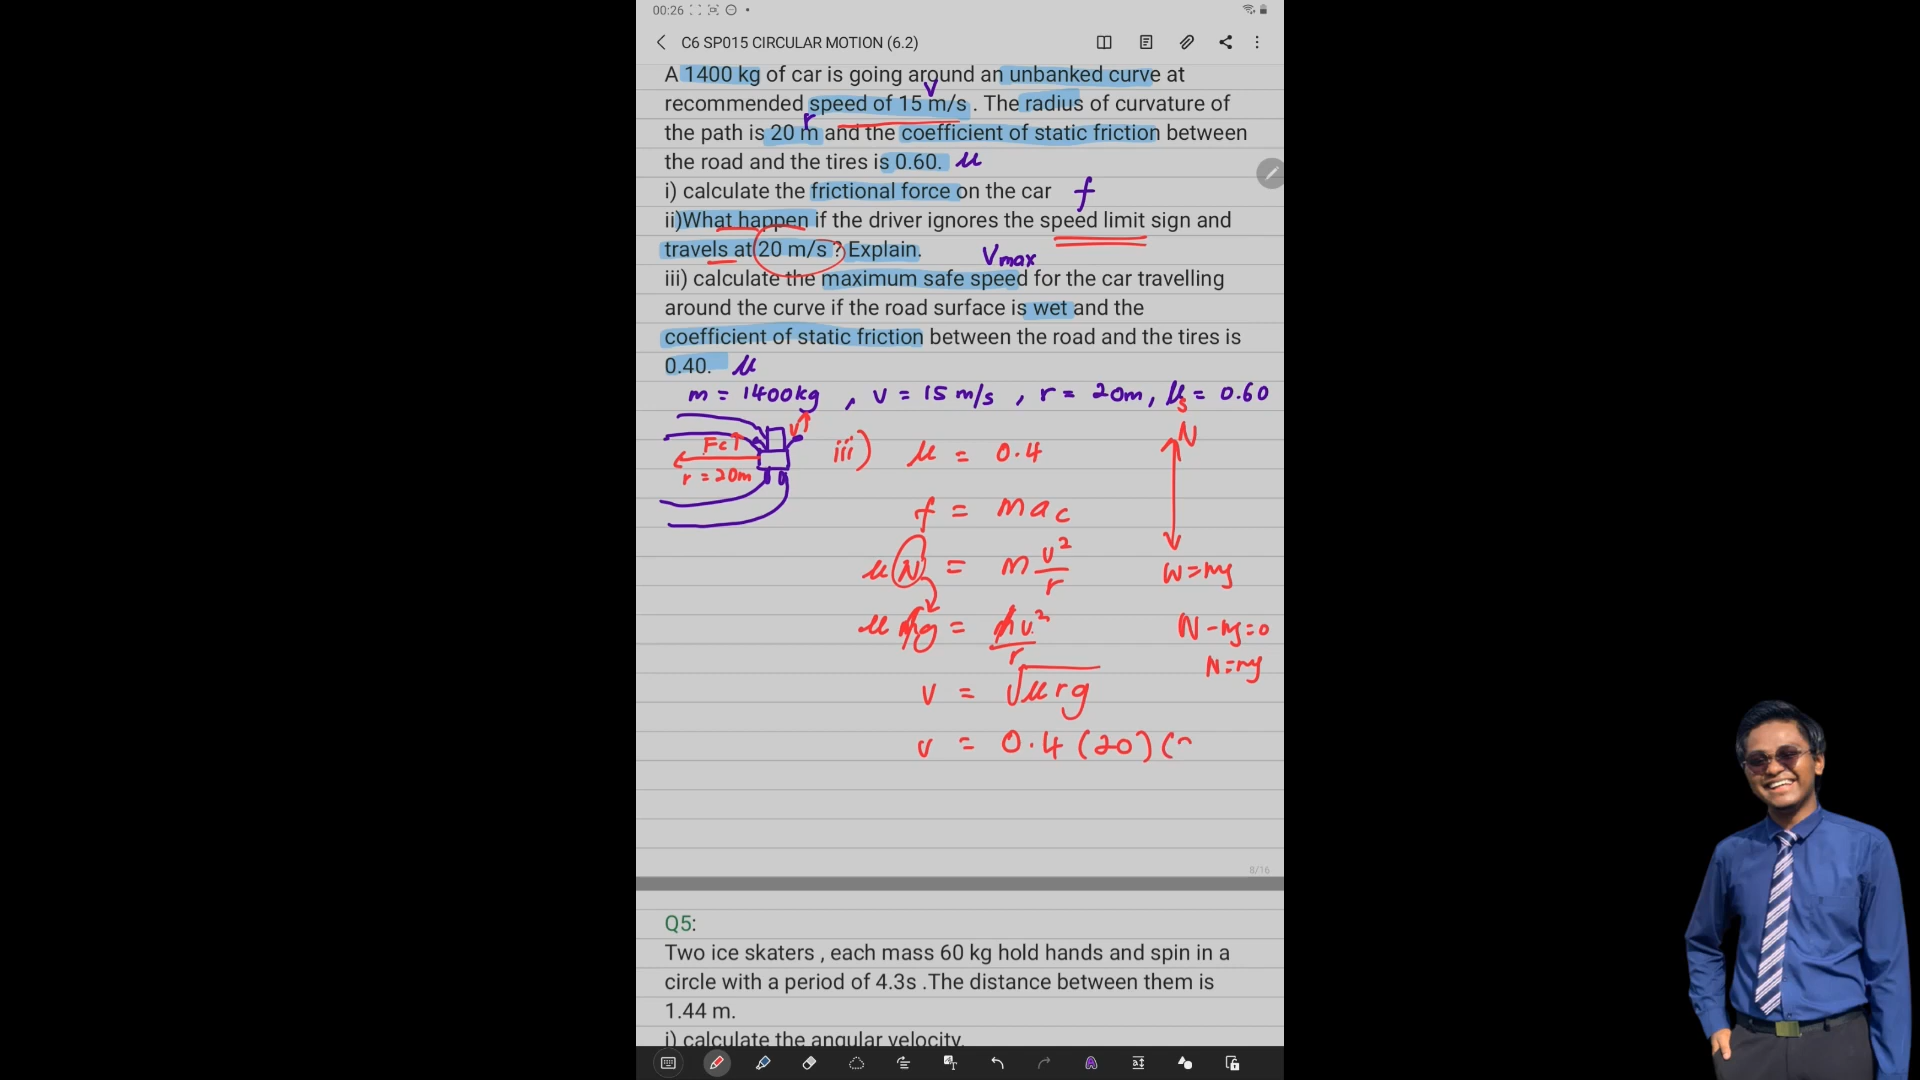 00:26
C6 SP015 CIRCULAR MOTION (6.2)
A 1400 kg of car is going around an unbanked curve at
v
recommended speed of 15 m/s . The radius of curvature of
r
the path is 20 m and the coefficient of static friction between
the road and the tires is 0.60. μ
i) calculate the frictional force on the car f
ii)What happen if the driver ignores the speed limit sign and
travels at 20 m/s ? Explain.
Vmax
iii) calculate the maximum safe speed for the car travelling
around the curve if the road surface is wet and the
coefficient of static friction between the road and the tires is
0.40. μ
m = 1400kg , v = 15 m/s , r = 20m, μs = 0.60
v
Fc
r = 20m
iii) μ = 0.4
N
f = mac
μN = m v²/r
W=mg
μmg = mv²/r
N-mg=0
N=mg
v = √μrg
v = 0.4 (20) (
8/16
Q5:
Two ice skaters , each mass 60 kg hold hands and spin in a
circle with a period of 4.3s .The distance between them is
1.44 m.
i) calculate the angular velocity.